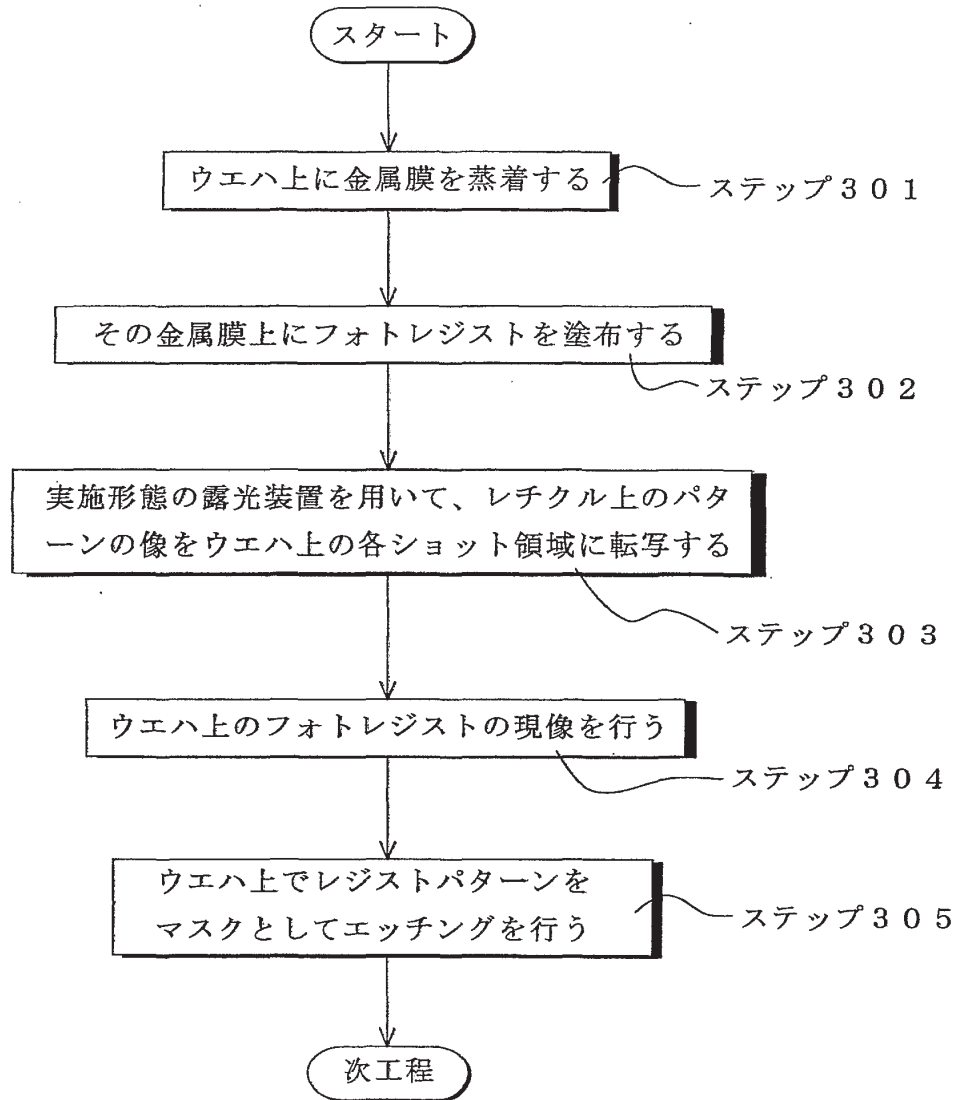 スタート
ウエハ上に金属膜を蒸着する
ステップ301
その金属膜上にフォトレジストを塗布する
ステップ302
実施形態の露光装置を用いて、レチクル上のパタ
ーンの像をウエハ上の各ショット領域に転写する
ステップ303
ウエハ上のフォトレジストの現像を行う
ステップ304
ウエハ上でレジストパターンを
マスクとしてエッチングを行う
ステップ305
次工程